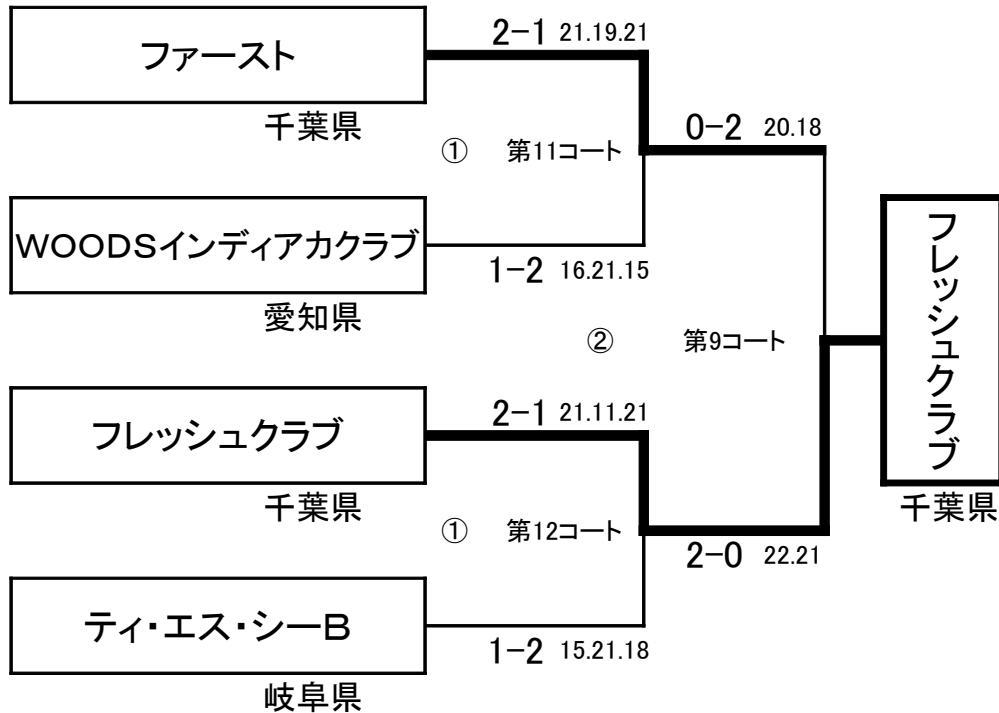 2-1 21.19.21
ファースト
千葉県
0-2 20.18
① 第11コート
WOODSインディアカクラブ
1-2 16.21.15
愛知県
② 第9コート
フレッシュクラブ
千葉県
2-1 21.11.21
フレッシュクラブ
千葉県
① 第12コート
2-0 22.21
ティ・エス・シーB
1-2 15.21.18
岐阜県